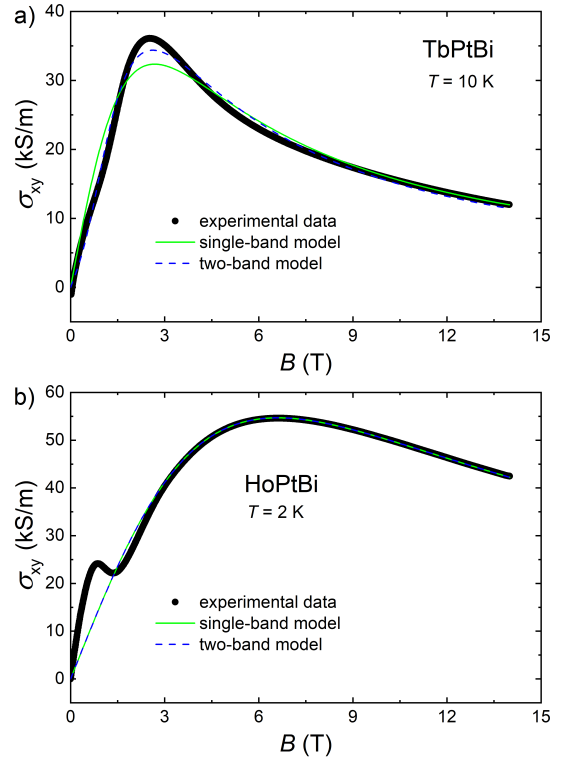 a)
40
30
20
10
0
σxy (kS/m)
TbPtBi
T = 10 K
experimental data
single-band model
two-band model
0 3 6 9 12 15
B (T)
b)
60
50
40
30
20
10
0
σxy (kS/m)
HoPtBi
T = 2 K
experimental data
single-band model
two-band model
0 3 6 9 12 15
B (T)